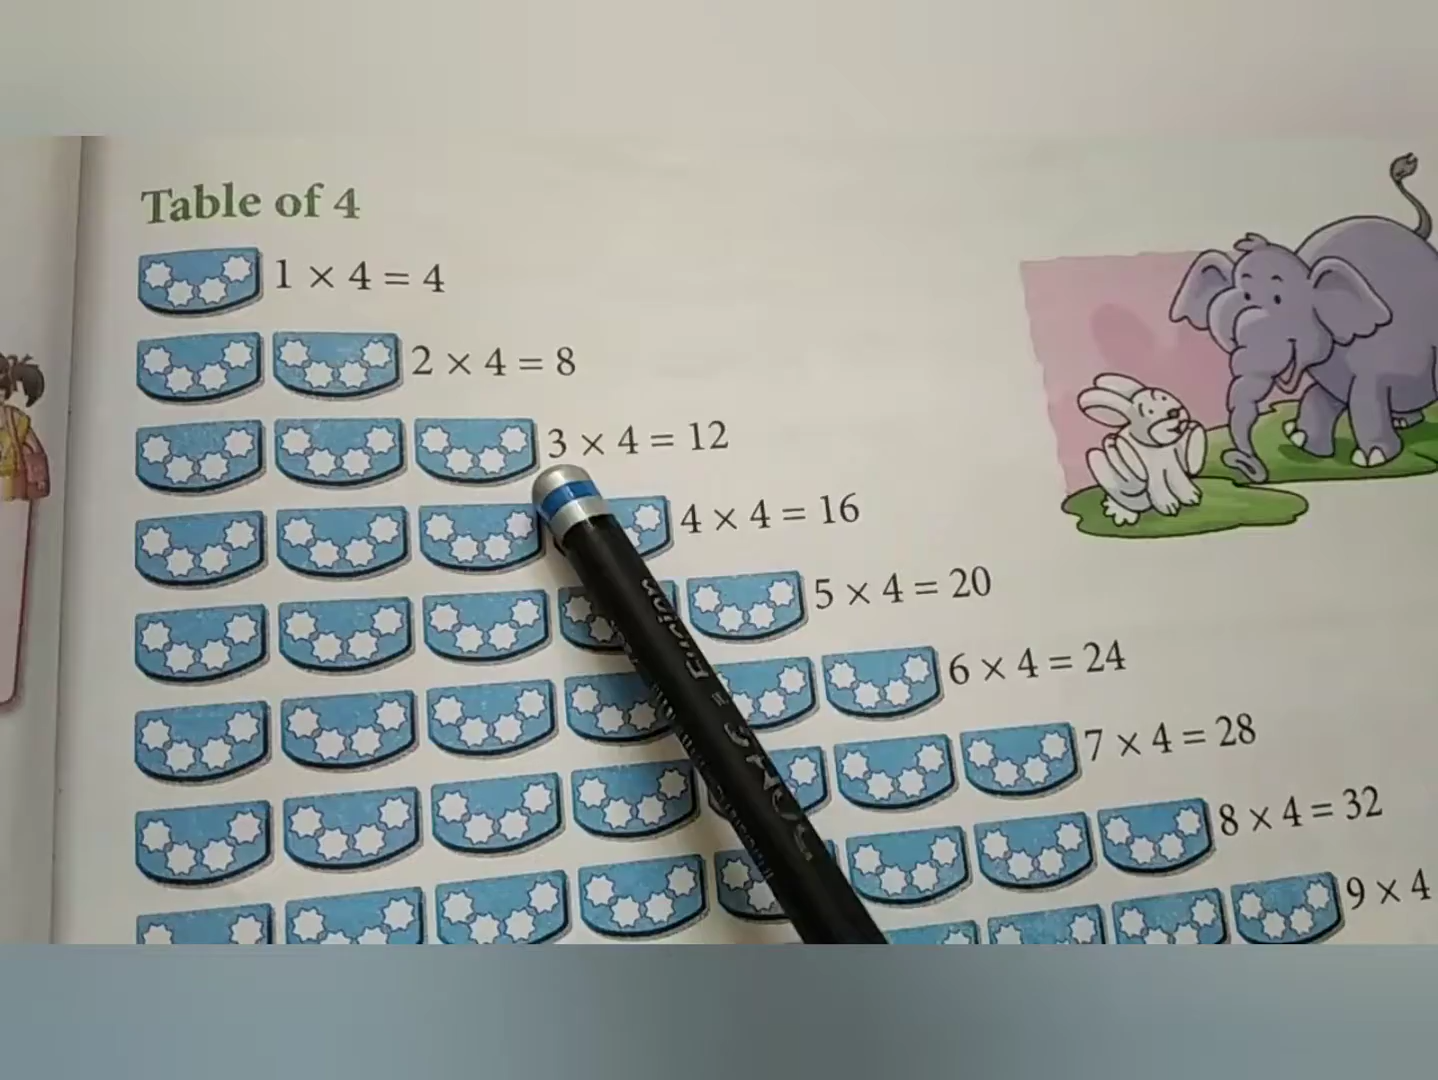 Table of 4
1 × 4 = 4
2 × 4 = 8
3 × 4 = 12
4 × 4 = 16
5 × 4 = 20
6 × 4 = 24
7 × 4 = 28
8 × 4 = 32
9 × 4